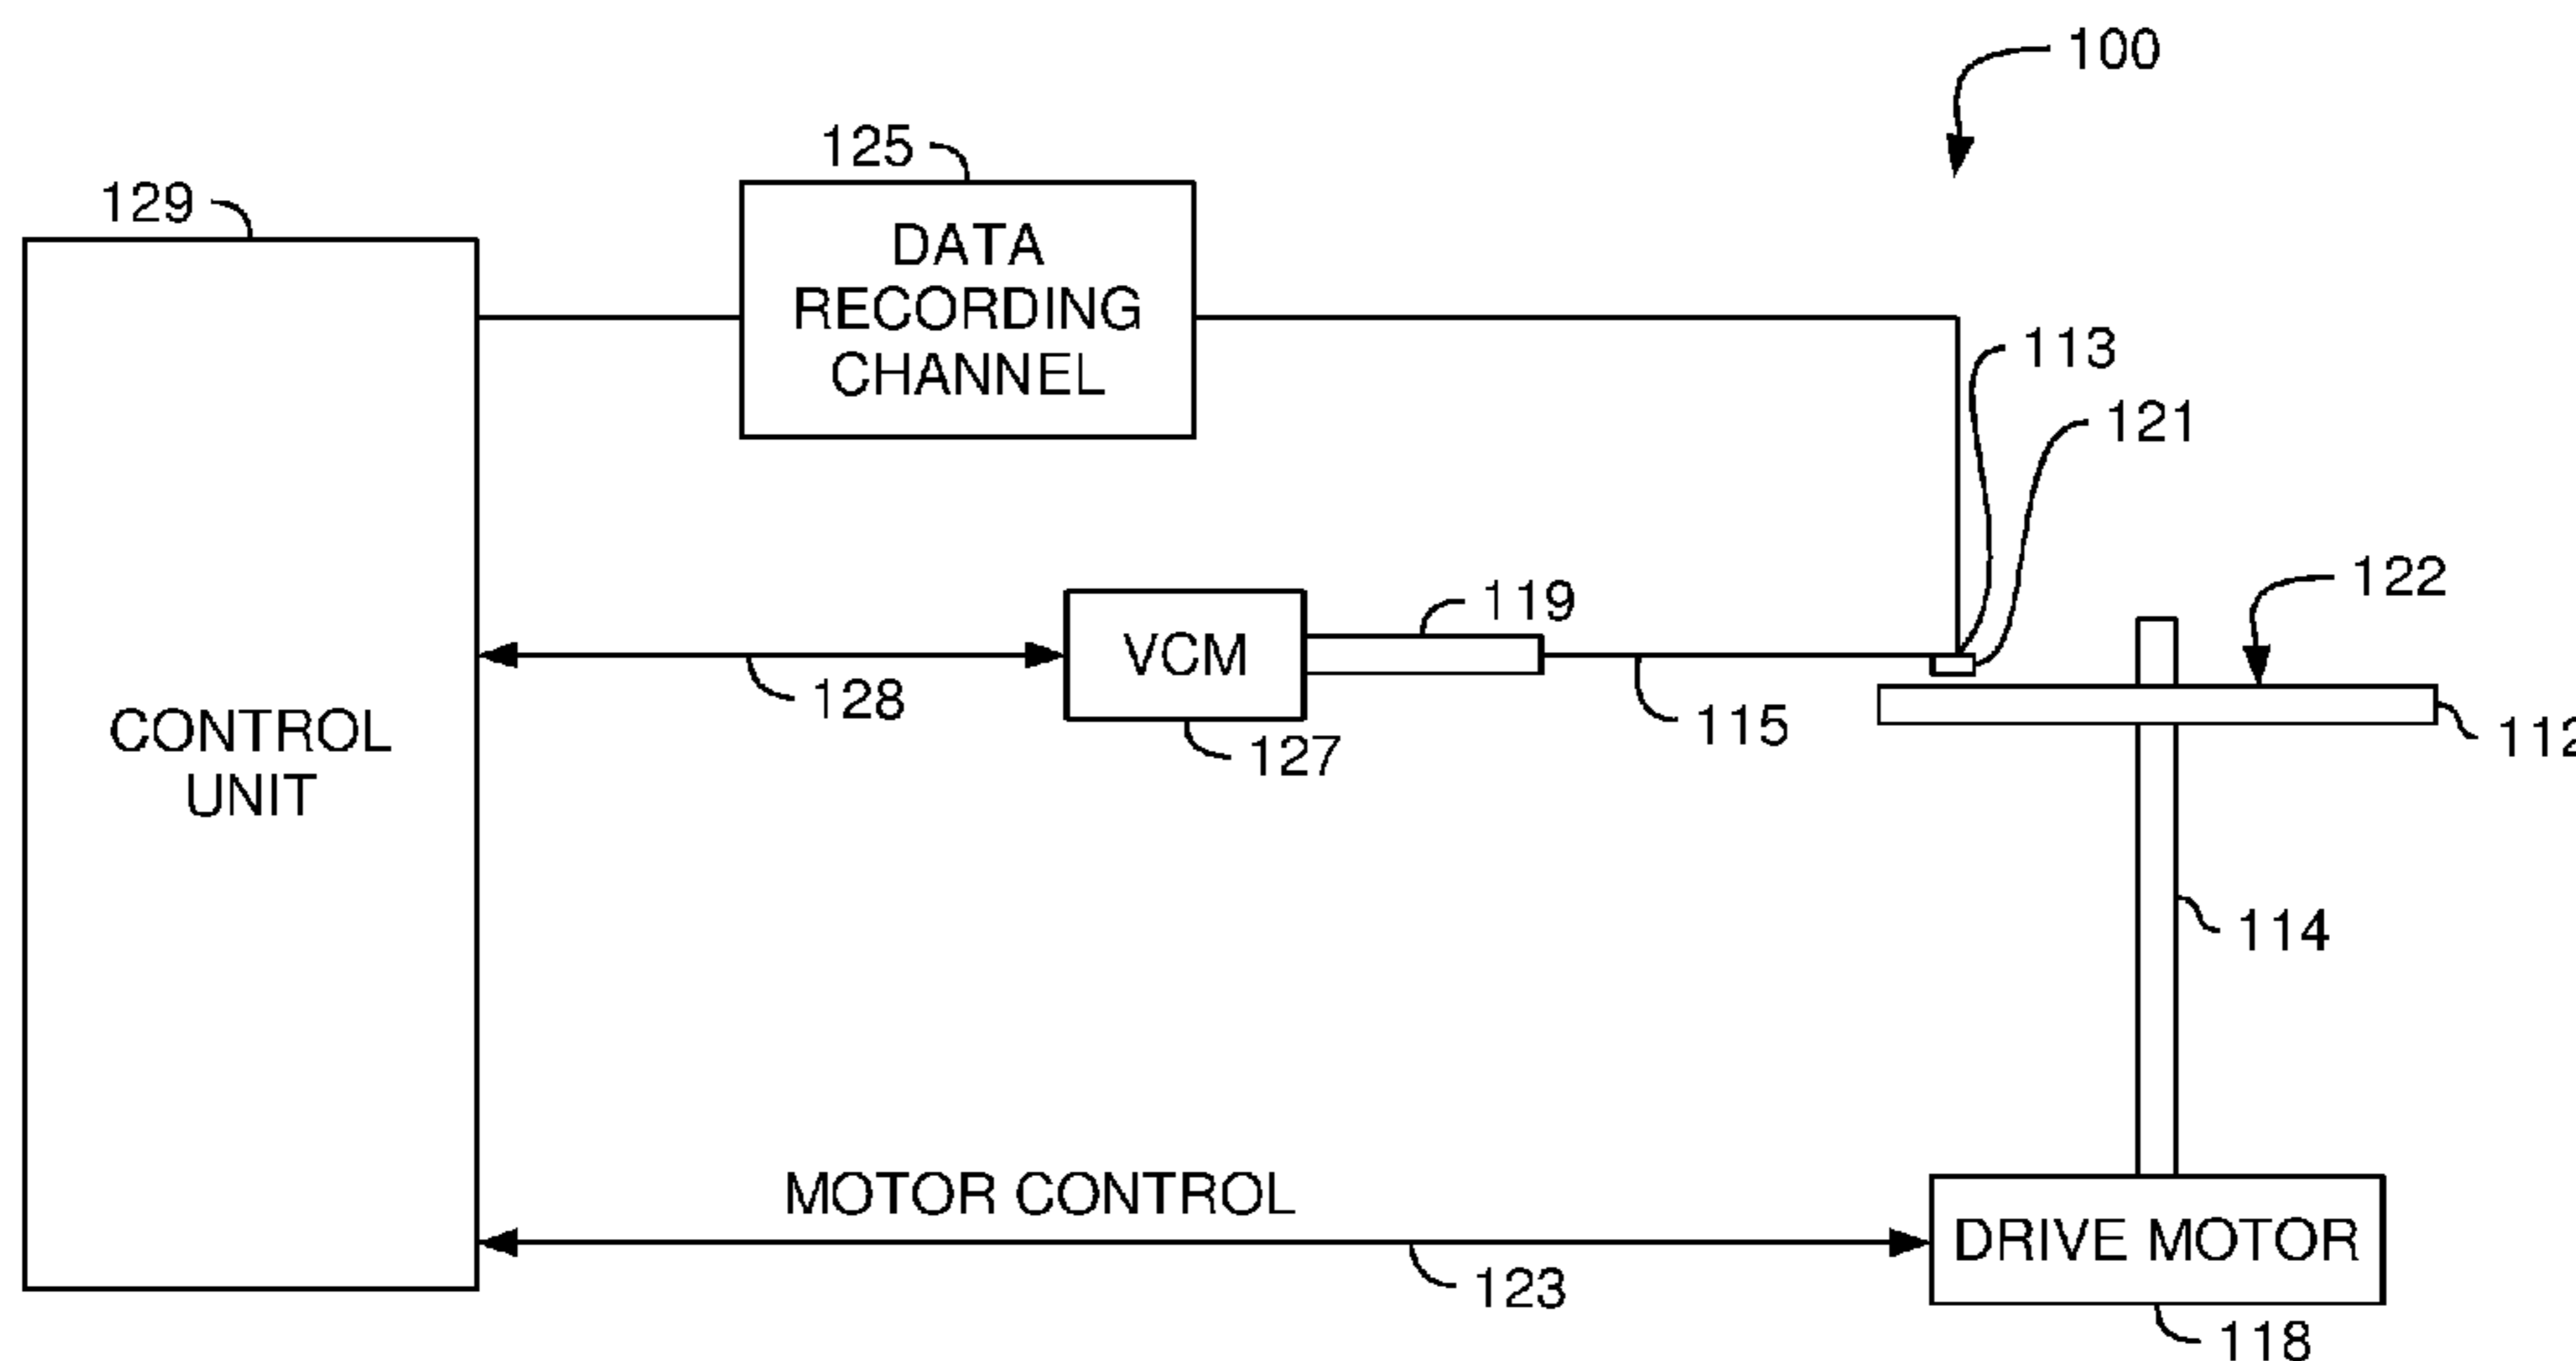 100
125
129
DATA
RECORDING
CHANNEL
113
121
119
122
VCM
128
115
112
127
CONTROL
UNIT
114
MOTOR CONTROL
DRIVE MOTOR
123
118